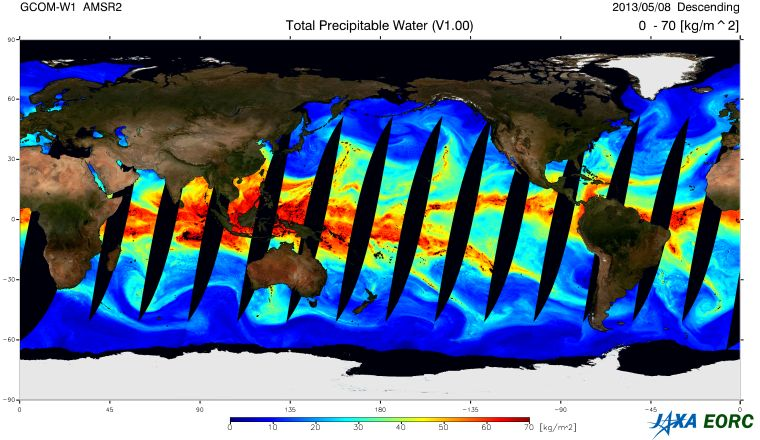 GCOM-W1 AMSR2 2013/05/08 Descending
Total Precipitable Water (V1.00) 0 - 70 [kg/m^2]
90
60
30
0
-30
-60
-90
0 45 90 135 180 -135 -90 -45 0
0 10 20 30 40 50 60 70 [kg/m-2]
JAXA EORC